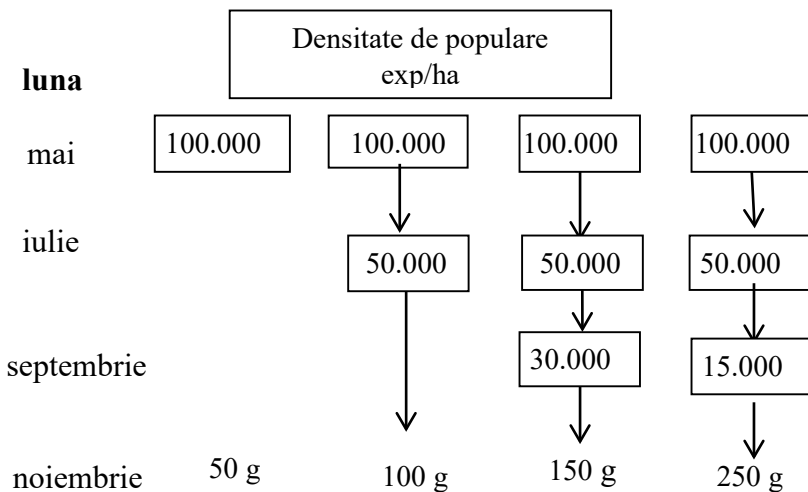 Densitate de populare
exp/ha
luna
mai 100.000 100.000 100.000 100.000
iulie 50.000 50.000 50.000
septembrie 30.000 15.000
noiembrie 50 g 100 g 150 g 250 g